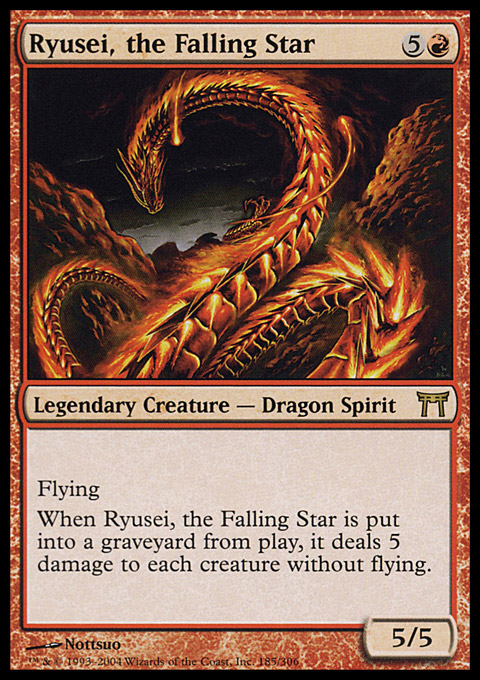 Ryusei, the Falling Star 5
Legendary Creature — Dragon Spirit
Flying
When Ryusei, the Falling Star is put
into a graveyard from play, it deals 5
damage to each creature without flying.
Nottsuo
5/5
™ & © 1993-2004 Wizards of the Coast, Inc. 185/306